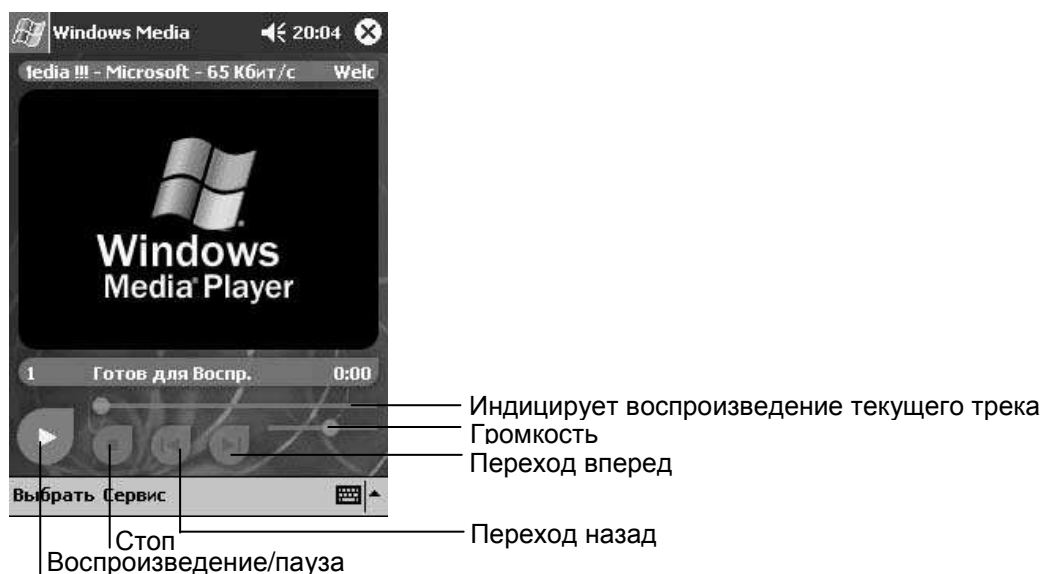 Windows Media 20:04
1edia !!! - Microsoft - 65 Кбит/с Welc
Windows
Media Player
1 Готов для Воспр. 0:00
Индицирует воспроизведение текущего трека
Громкость
Переход вперед
Выбрать Сервис
Переход назад
Стоп
Воспроизведение/пауза